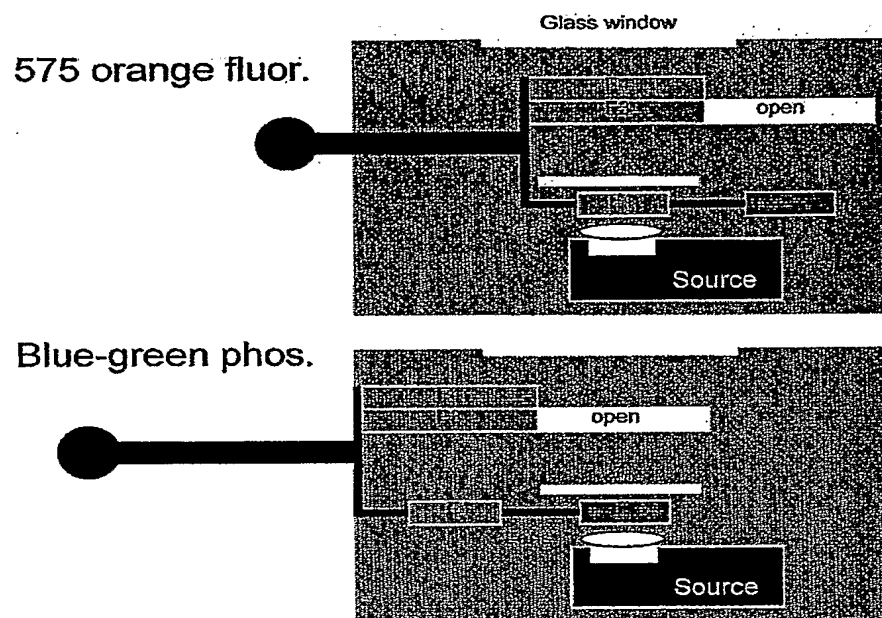 Glass window
575 orange fluor.
open
Source
Blue-green phos.
open
Source